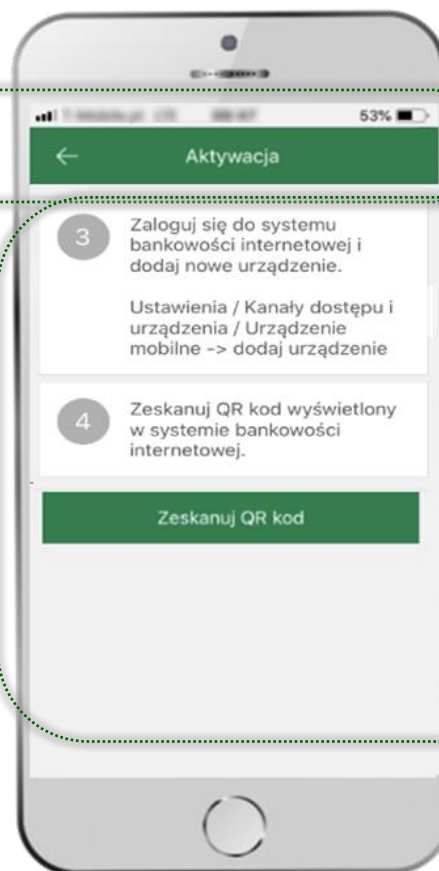 53%
Aktywacja
3
Zaloguj się do systemu
bankowości internetowej i
dodaj nowe urządzenie.
Ustawienia / Kanały dostępu i
urządzenia / Urządzenie
mobilne –> dodaj urządzenie
4
Zeskanuj QR kod wyświetlony
w systemie bankowości
internetowej.
Zeskanuj QR kod